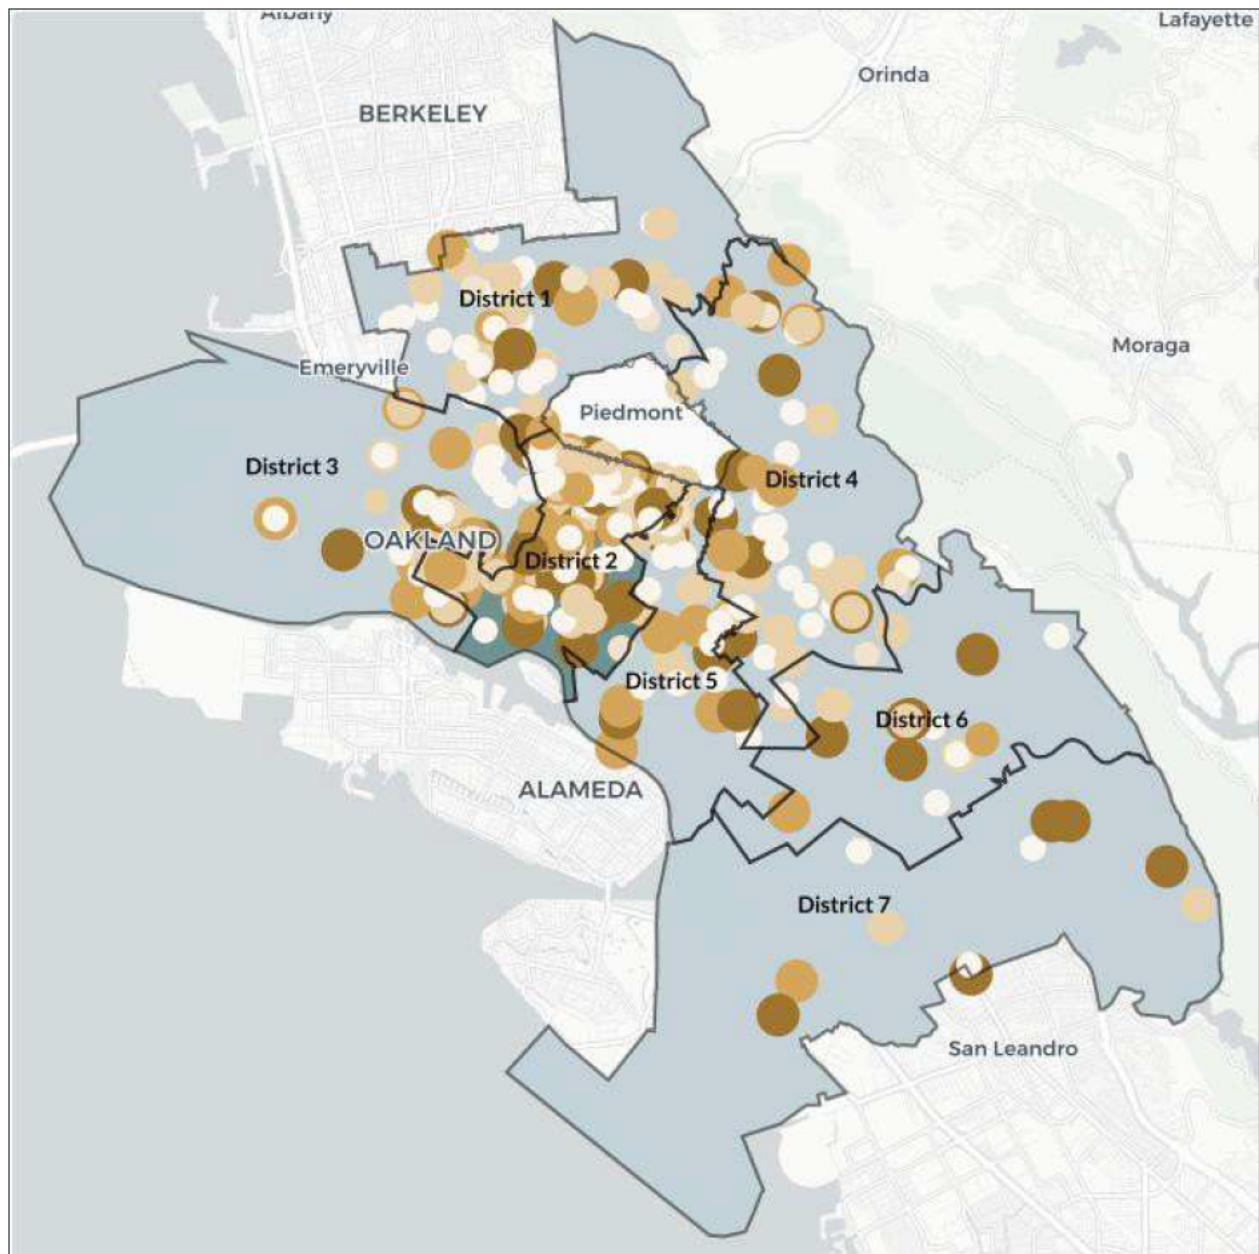 Albany
Lafayette
Orinda
BERKELEY
District 1
Moraga
Emeryville
Piedmont
District 3
District 4
OAKLAND
District 2
District 5
District 6
ALAMEDA
District 7
San Leandro